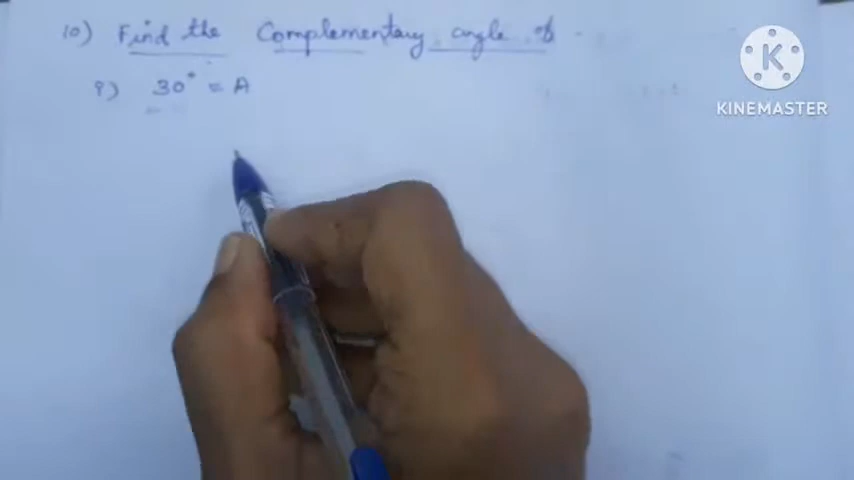 10) Find the Complementary angle of -
i) 30° = A
KINEMASTER